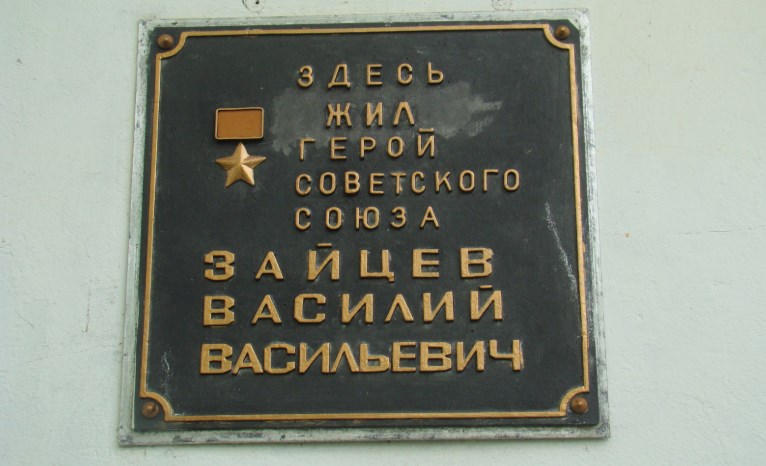 ЗДЕСЬ
ЖИЛ
ГЕРОЙ
СОВЕТСКОГО
СОЮЗА
ЗАЙЦЕВ
ВАСИЛИЙ
ВАСИЛЬЕВИЧ